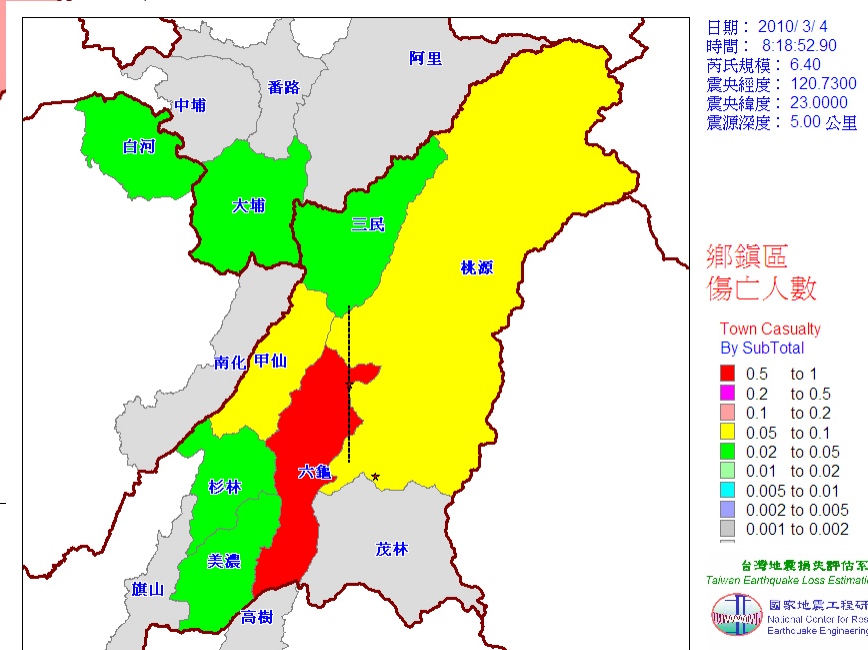 日期： 2010/ 3/ 4
時間： 8:18:52.90
芮氏規模： 6.40
震央經度： 120.7300
震央緯度： 23.0000
震源深度： 5.00 公里
阿里
番路
中埔
白河
大埔
三民
桃源
南化
甲仙
六龜
杉林
美濃
茂林
旗山
高樹
鄉鎮區
傷亡人數
Town Casualty
By SubTotal
0.5 to 1
0.2 to 0.5
0.1 to 0.2
0.05 to 0.1
0.02 to 0.05
0.01 to 0.02
0.005 to 0.01
0.002 to 0.005
0.001 to 0.002
台灣地震損失評估系
Taiwan Earthquake Loss Estimati
國家地震工程研
National Center for Res
Earthquake Engineering